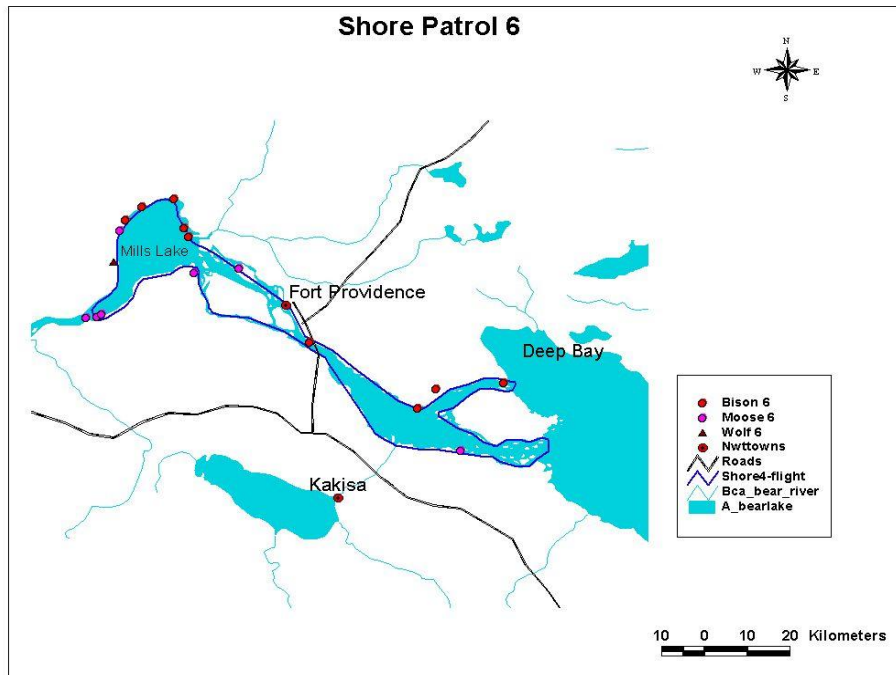 Shore Patrol 6
N
W E
S
Mills Lake
Fort Providence
Deep Bay
Kakisa
Bison 6
Moose 6
Wolf 6
Nwttowns
Roads
Shore4-flight
Bca_bear_river
A_bearlake
10 0 10 20 Kilometers